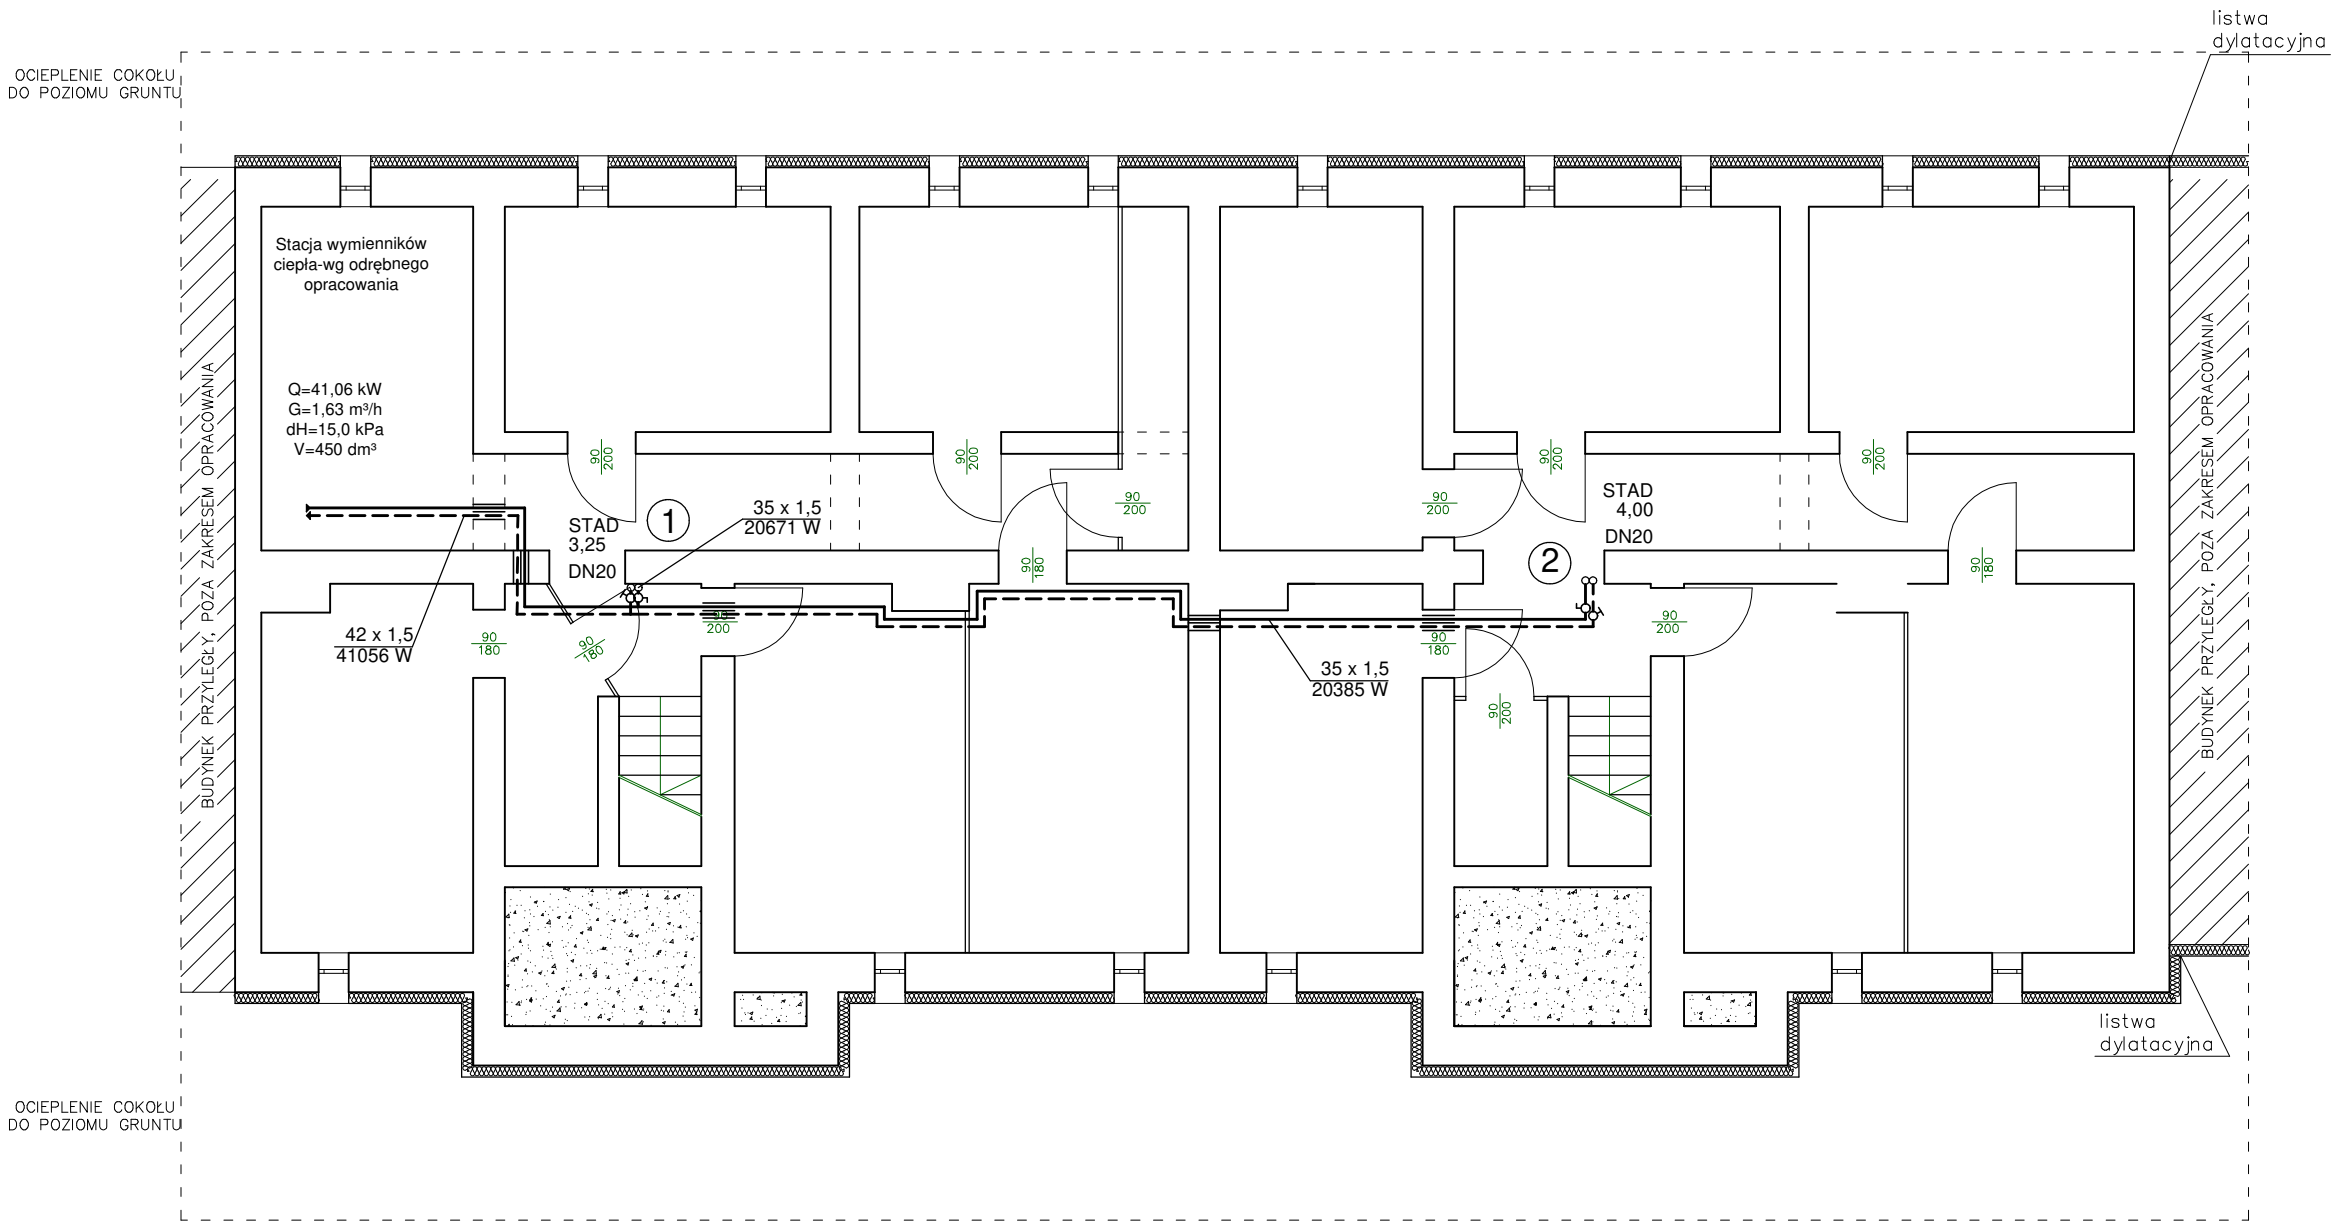 listwa
dylatacyjna
OCIEPLENIE COKOŁU
DO POZIOMU GRUNTU
Stacja wymienników
ciepła-wg odrębnego
opracowania
Q=41,06 kW
G=1,63 m³/h
dH=15,0 kPa
V=450 dm³
BUDYNEK PRZYLEGŁY, POZA ZAKRESEM OPRACOWANIA
BUDYNEK PRZYLEGŁY, POZA ZAKRESEM OPRACOWANIA
90
200
90
200
90
200
90
200
90
200
90
200
STAD
3,25
DN20
1
35 x 1,5
20671 W
STAD
4,00
DN20
2
90
180
90
180
42 x 1,5
41056 W
90
180
90
180
90
200
90
180
90
200
35 x 1,5
20385 W
90
200
listwa
dylatacyjna
OCIEPLENIE COKOŁU
DO POZIOMU GRUNTU